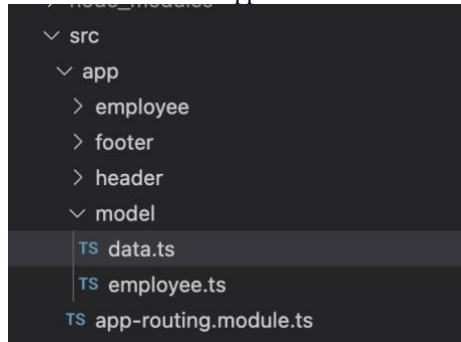 src
app
employee
footer
header
model
TS data.ts
TS employee.ts
TS app-routing.module.ts